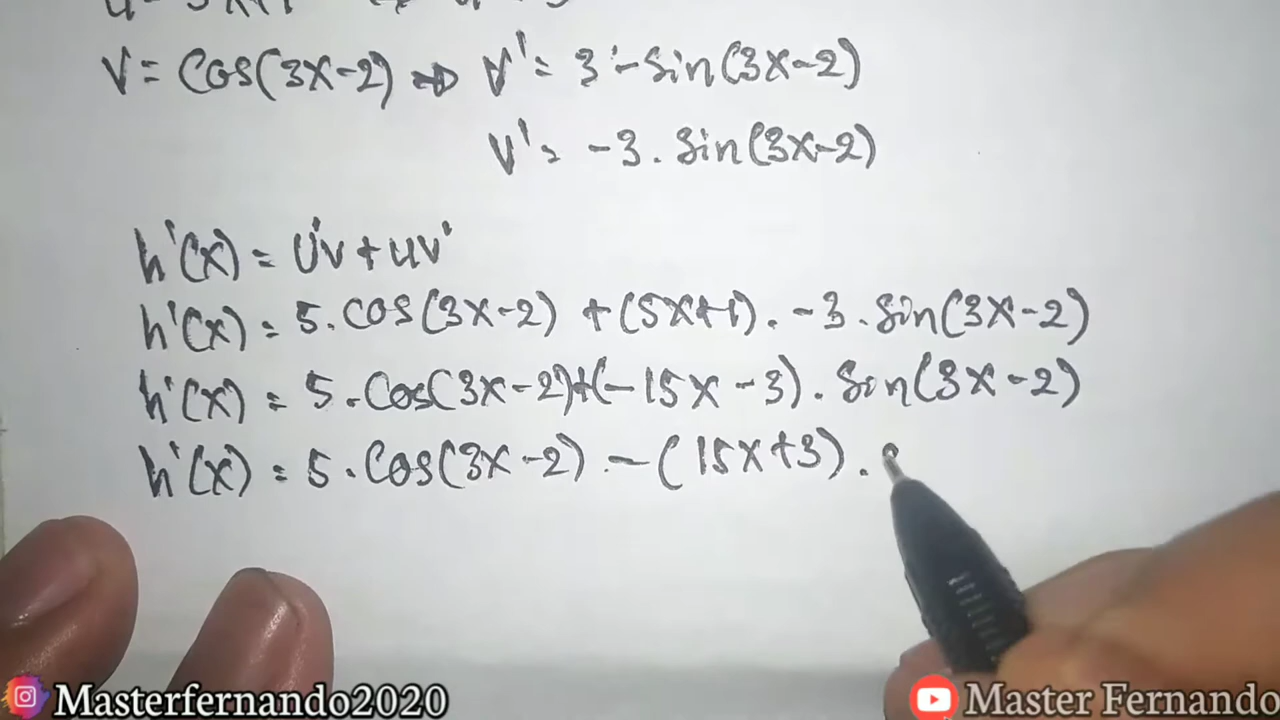 V = Cos(3x-2) ⇒ V' = 3·-Sin(3x-2)
V' = -3. Sin(3x-2)
h'(x) = U'V + UV'
h'(x) = 5.cos(3x-2) + (5x+1). -3. Sin(3x-2)
h'(x) = 5.Cos(3x-2)+(-15x-3). Sin(3x-2)
h'(x) = 5.Cos(3x-2) - (15x+3).
Masterfernando2020
Master Fernando